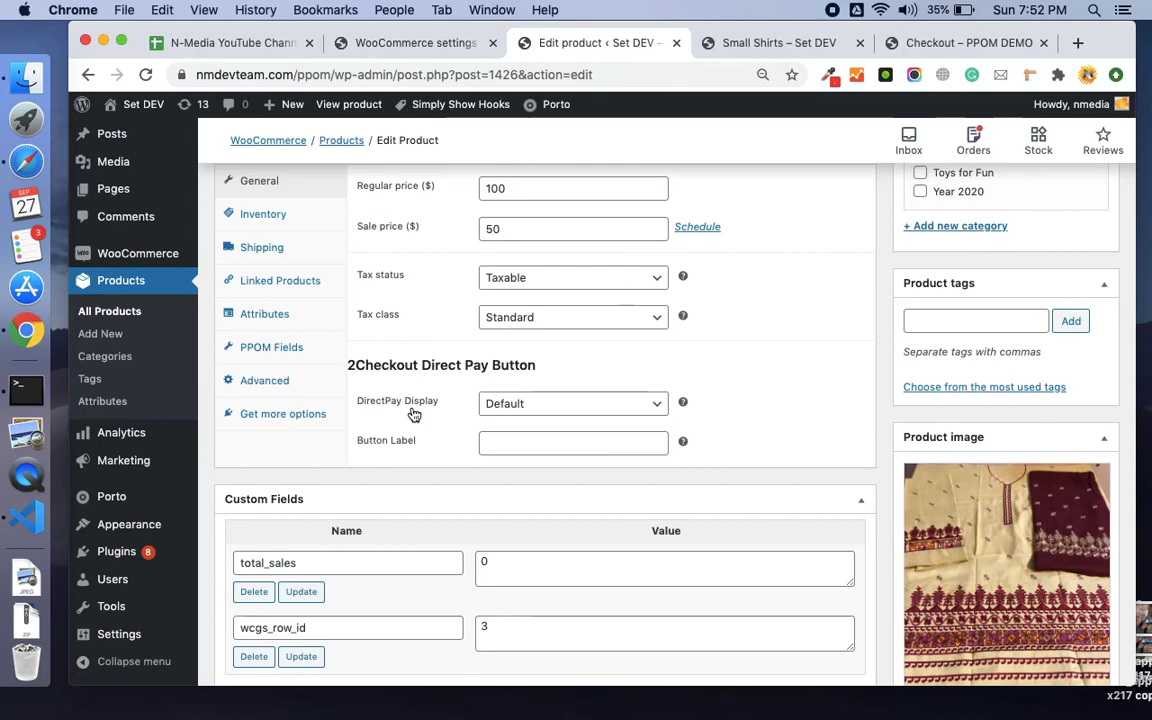 Chrome File Edit View History Bookmarks People Tab Window Help 35% Sun 7:52 PM
N-Media YouTube Chann WooCommerce settings Edit product ‹ Set DEV — Small Shirts – Set DEV Checkout – PPOM DEMO
nmdevteam.com/ppom/wp-admin/post.php?post=1426&action=edit
Set DEV 13 0 New View product Simply Show Hooks Porto Howdy, nmedia
Posts
Media
Pages
Comments
WooCommerce
Products
All Products
Add New
Categories
Tags
Attributes
Analytics
Marketing
Porto
Appearance
Plugins 8
Users
Tools
Settings
Collapse menu
SEP
27
3
JPEG
ZIP
WooCommerce / Products / Edit Product
Inbox Orders Stock Reviews
General
Inventory
Shipping
Linked Products
Attributes
PPOM Fields
Advanced
Get more options
Regular price ($) 100
Sale price ($) 50 Schedule
Tax status Taxable
Tax class Standard
2Checkout Direct Pay Button
DirectPay Display Default
Button Label
Custom Fields
Name Value
total_sales 0
Delete Update
wcgs_row_id 3
Delete Update
Toys for Fun
Year 2020
+ Add new category
Product tags
Add
Separate tags with commas
Choose from the most used tags
Product image
x217 cop